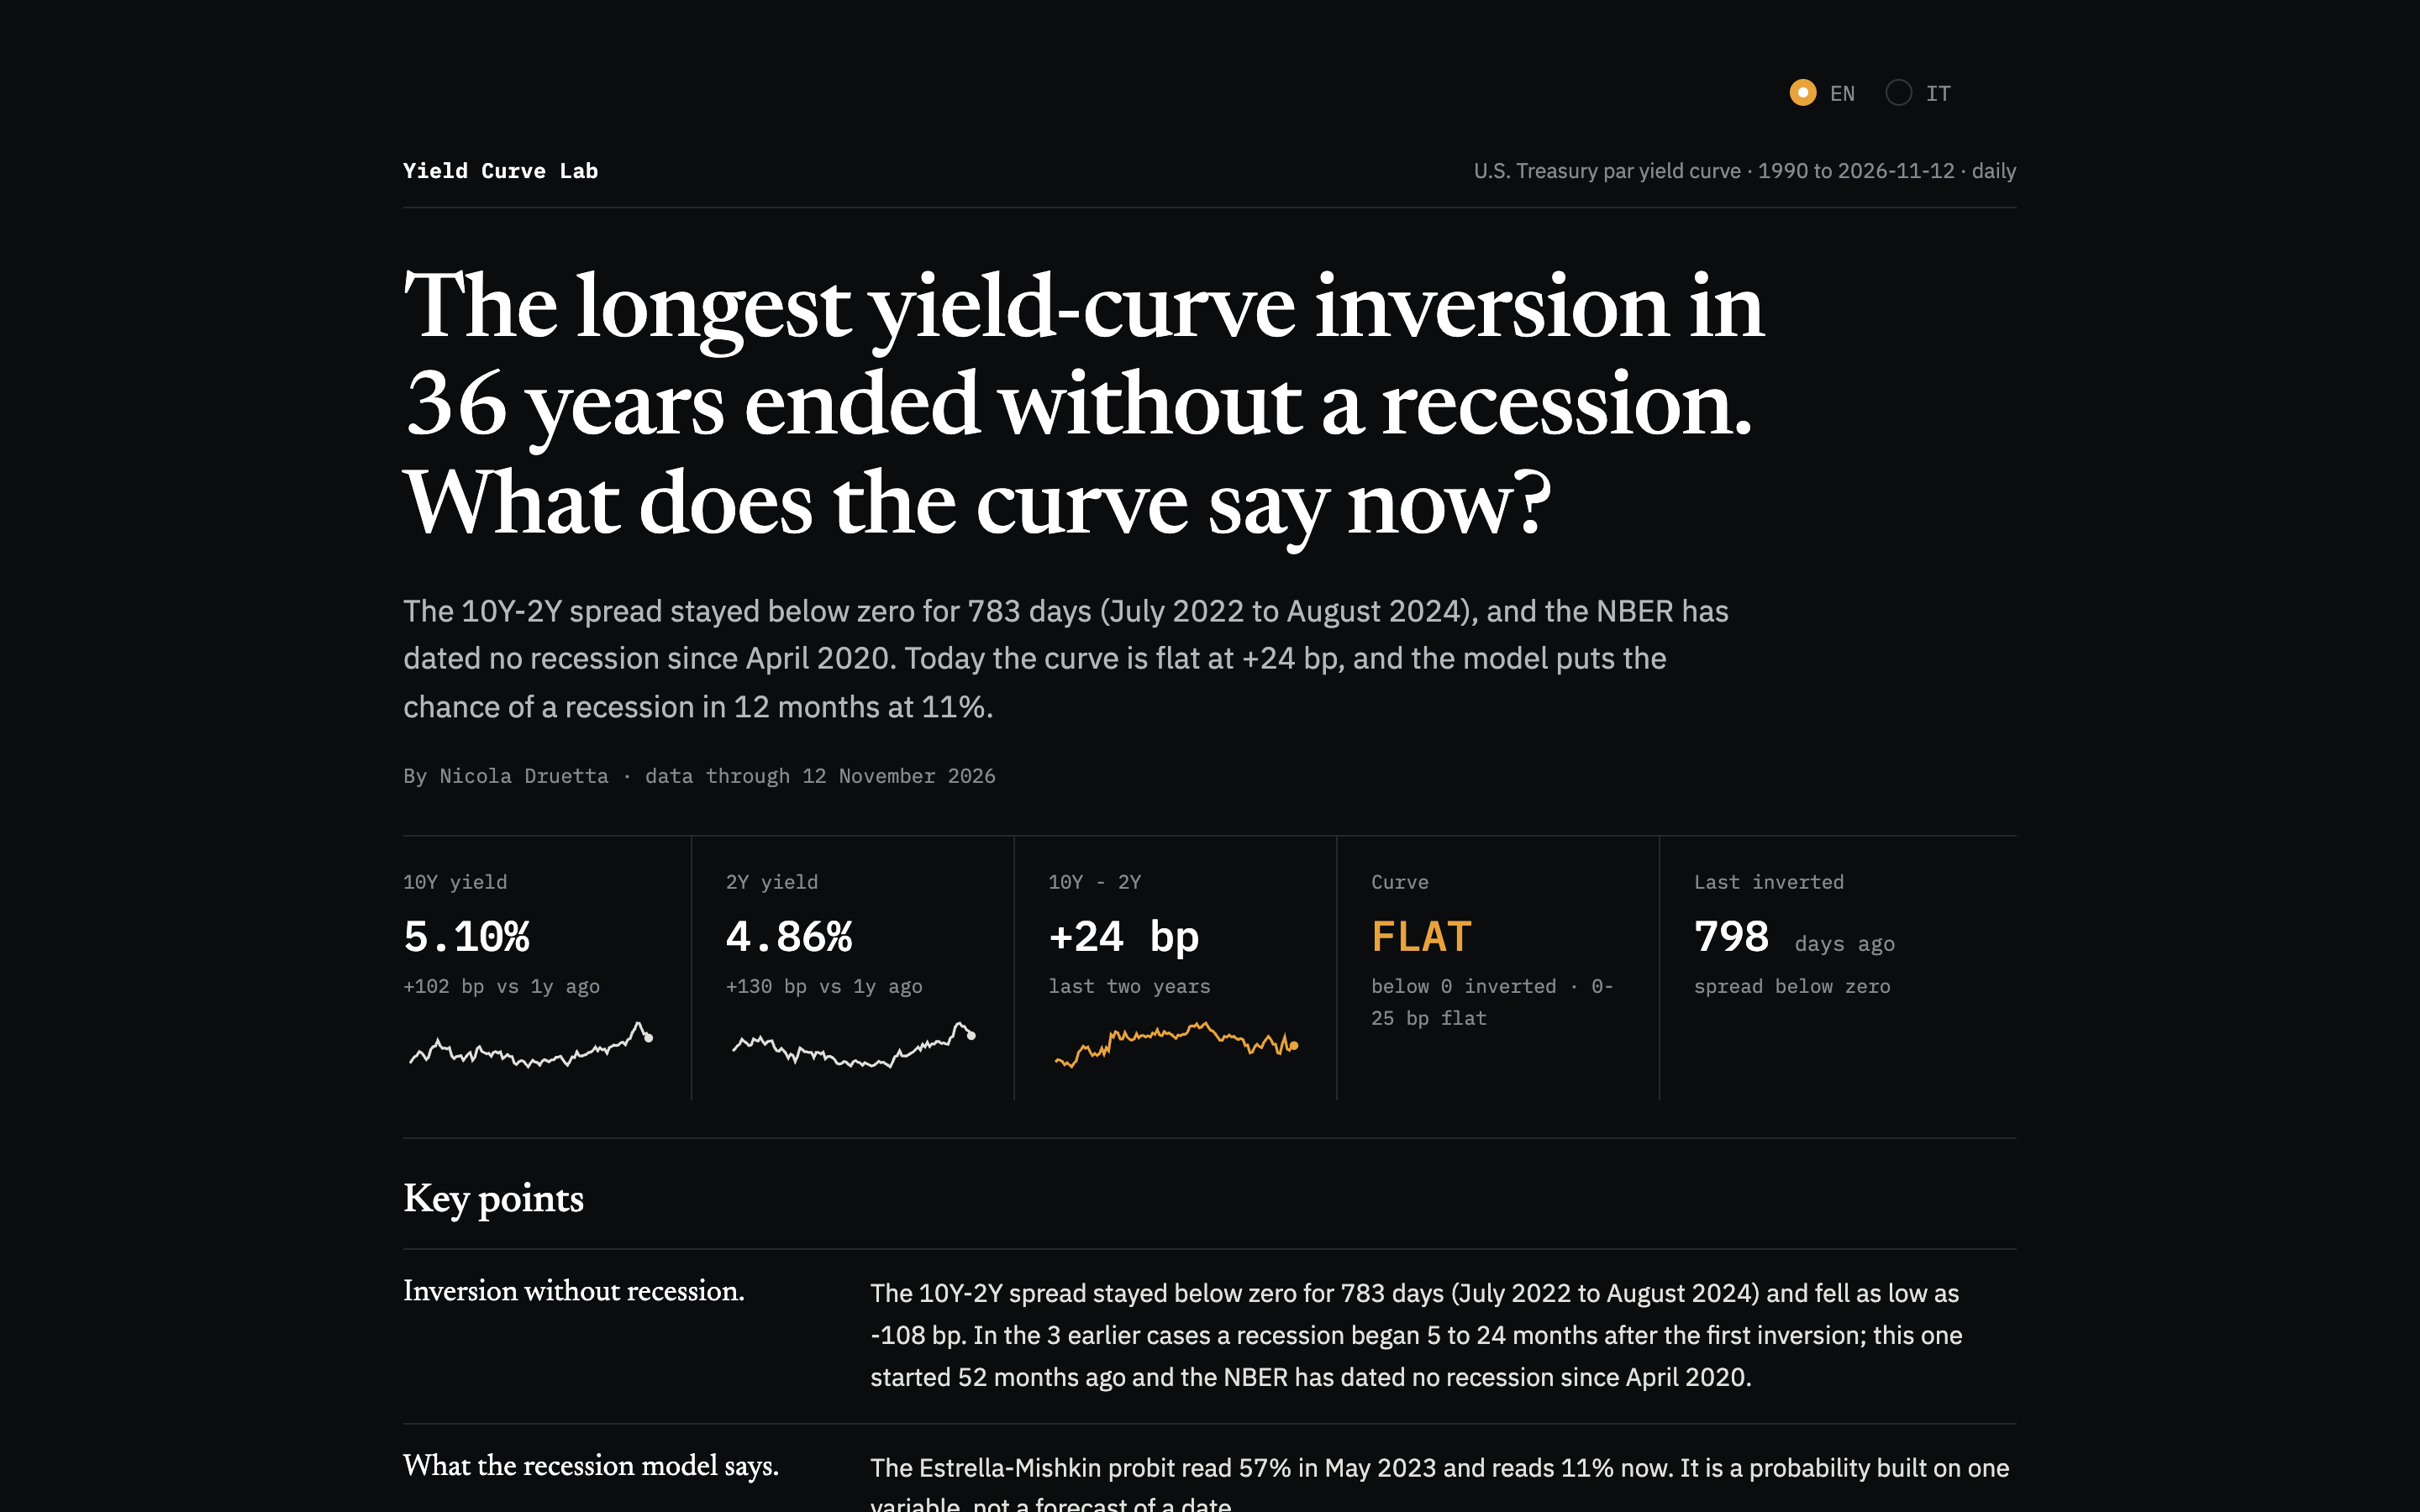 EN IT
Yield Curve Lab
U.S. Treasury par yield curve · 1990 to 2026-11-12 · daily
The longest yield-curve inversion in
36 years ended without a recession.
What does the curve say now?
The 10Y-2Y spread stayed below zero for 783 days (July 2022 to August 2024), and the NBER has
dated no recession since April 2020. Today the curve is flat at +24 bp, and the model puts the
chance of a recession in 12 months at 11%.
By Nicola Druetta · data through 12 November 2026
10Y yield
5.10%
+102 bp vs 1y ago
2Y yield
4.86%
+130 bp vs 1y ago
10Y - 2Y
+24 bp
last two years
Curve
FLAT
below 0 inverted · 0-
25 bp flat
Last inverted
798 days ago
spread below zero
Key points
Inversion without recession.
The 10Y-2Y spread stayed below zero for 783 days (July 2022 to August 2024) and fell as low as
-108 bp. In the 3 earlier cases a recession began 5 to 24 months after the first inversion; this one
started 52 months ago and the NBER has dated no recession since April 2020.
What the recession model says.
The Estrella-Mishkin probit read 57% in May 2023 and reads 11% now. It is a probability built on one
variable, not a forecast of a date.